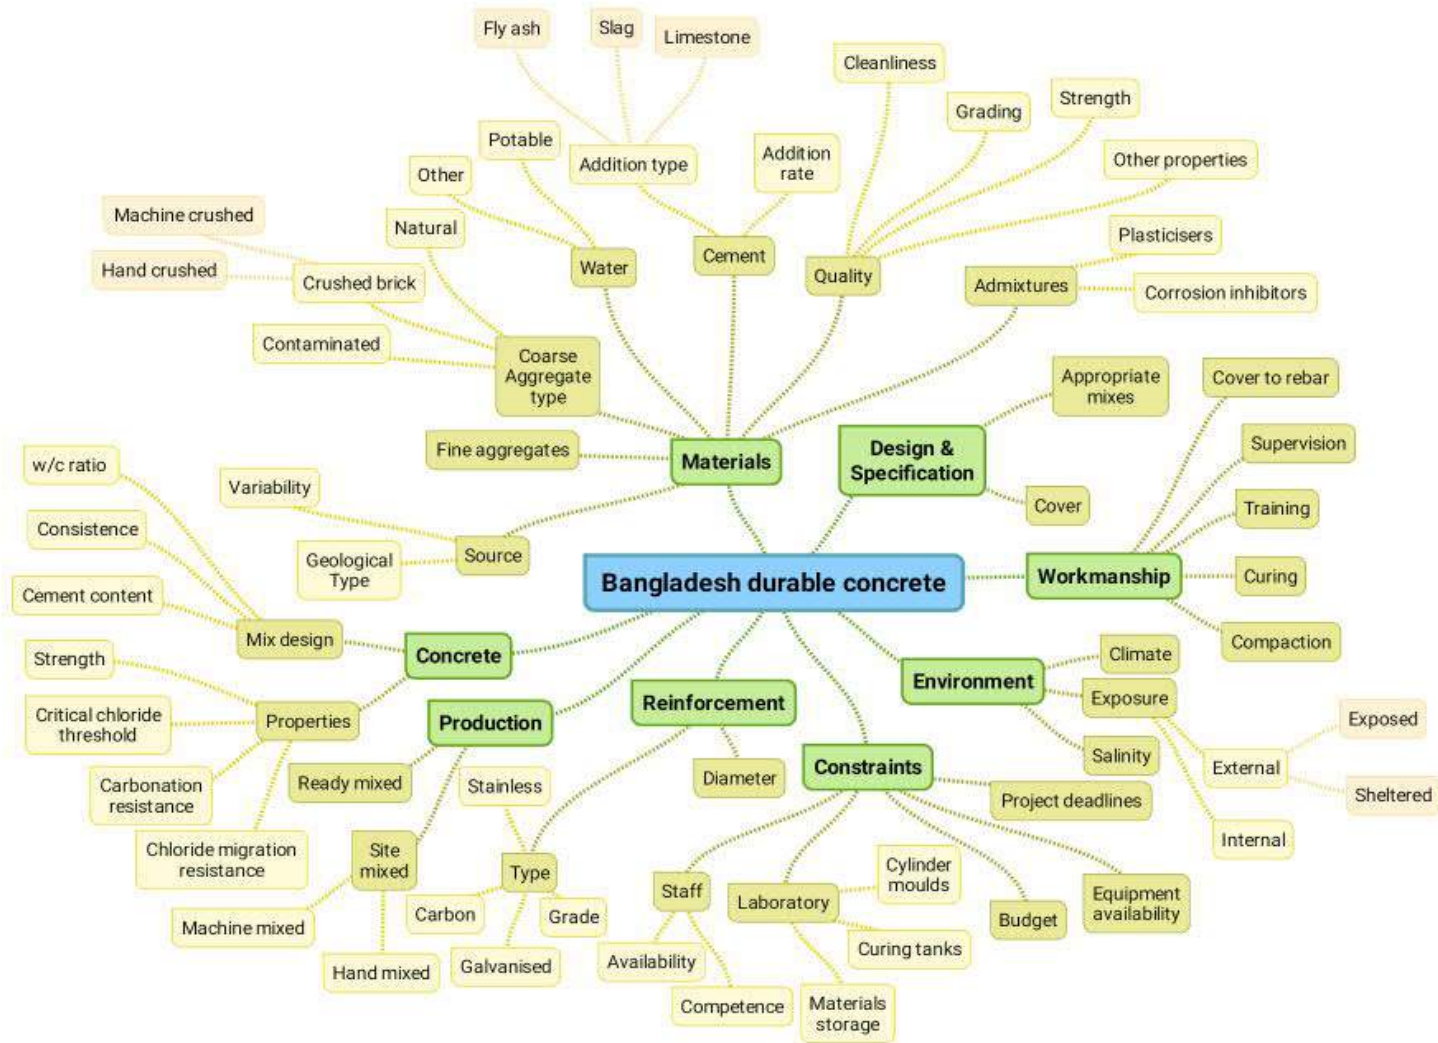 Fly ash
Slag
Limestone
Cleanliness
Grading
Strength
Other properties
Potable
Addition type
Addition
rate
Other
Natural
Machine crushed
Hand crushed
Crushed brick
Contaminated
Water
Cement
Quality
Plasticisers
Admixtures
Corrosion inhibitors
Coarse
Aggregate
type
Fine aggregates
Materials
Appropriate
mixes
Design &
Specification
Cover
Cover to rebar
Supervision
Training
Curing
Compaction
Workmanship
w/c ratio
Variability
Consistence
Geological
Type
Source
Cement content
Mix design
Bangladesh durable concrete
Strength
Concrete
Critical chloride
threshold
Properties
Carbonation
resistance
Chloride migration
resistance
Production
Ready mixed
Site
mixed
Machine mixed
Hand mixed
Reinforcement
Diameter
Stainless
Type
Carbon
Grade
Galvanised
Environment
Climate
Exposure
Salinity
External
Exposed
Sheltered
Internal
Constraints
Project deadlines
Staff
Availability
Competence
Laboratory
Cylinder
moulds
Curing tanks
Materials
storage
Budget
Equipment
availability